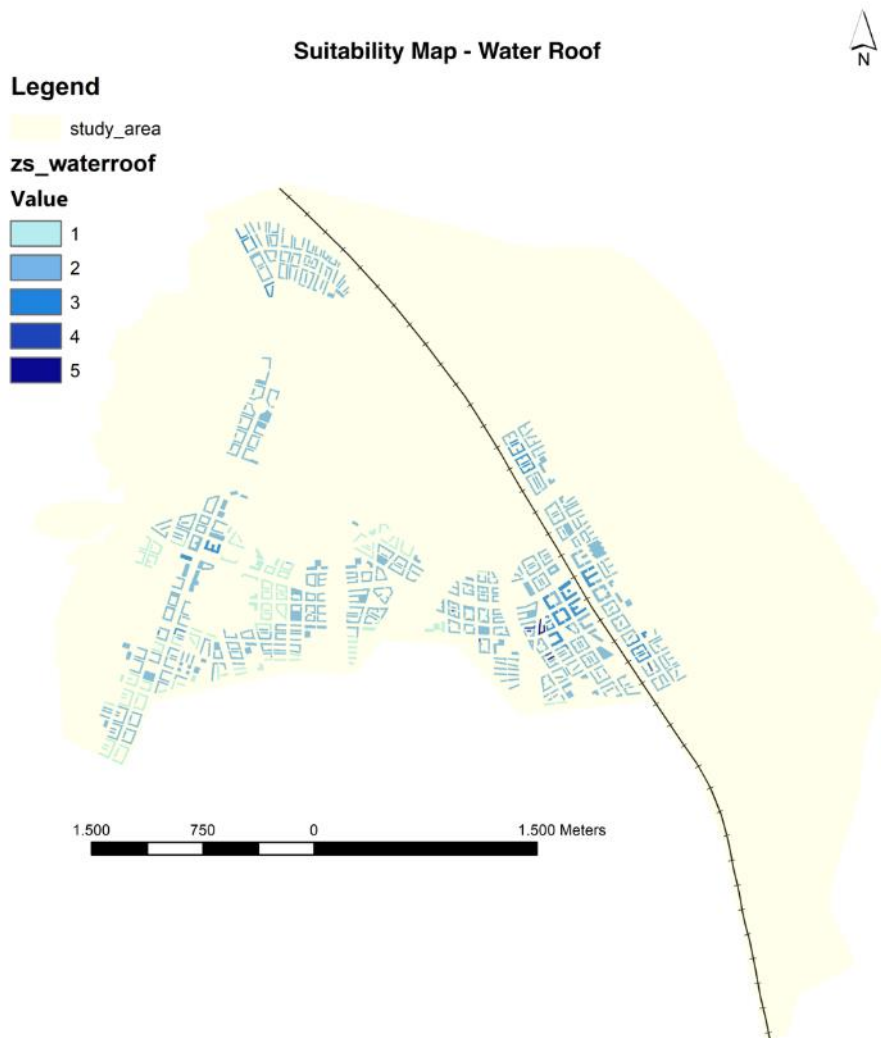 Suitability Map - Water Roof
N
Legend
study_area
zs_waterroof
Value
1
2
3
4
5
1.500 750 0 1.500 Meters